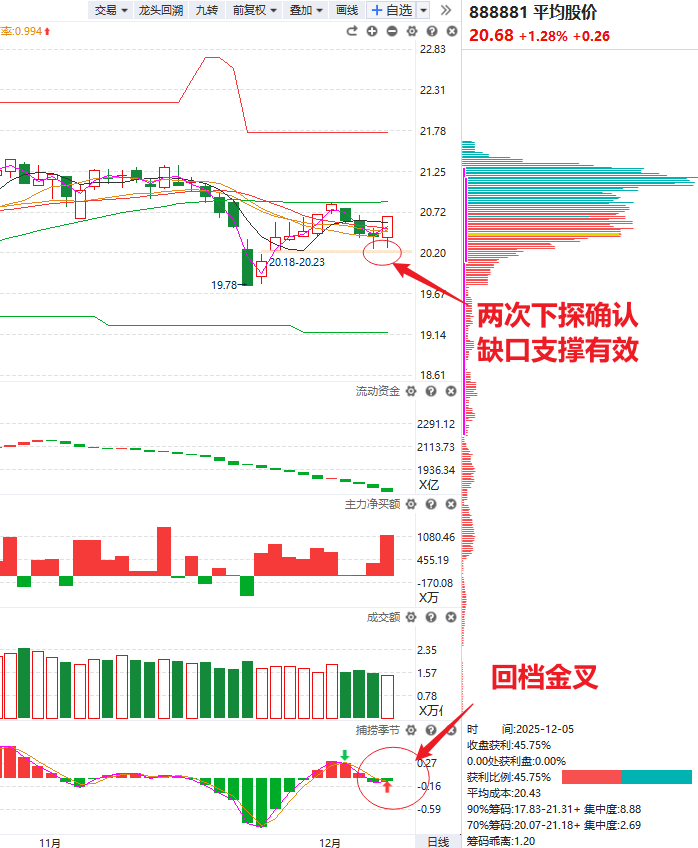 交易 龙头回溯 九转 前复权 叠加 画线 +自选
888881 平均股价
20.68 +1.28% +0.26
率:0.994
22.83
22.31
21.78
21.25
20.72
20.20
20.18-20.23
19.78
19.67
19.14
18.61
两次下探确认
缺口支撑有效
流动资金
2291.12
2113.73
1936.34
X亿
主力净买额
1080.46
455.19
-170.08
X万
成交额
2.35
1.57
0.78
X万亿
回档金叉
捕捞季节
0.27
-0.16
-0.59
时 间:2025-12-05
收盘获利:45.75%
0.00处获利盘:0.00%
获利比例:45.75%
平均成本:20.43
90%筹码:17.83-21.31+ 集中度:8.88
70%筹码:20.07-21.18+ 集中度:2.69
筹码乖离:1.20
11月 12月 日线